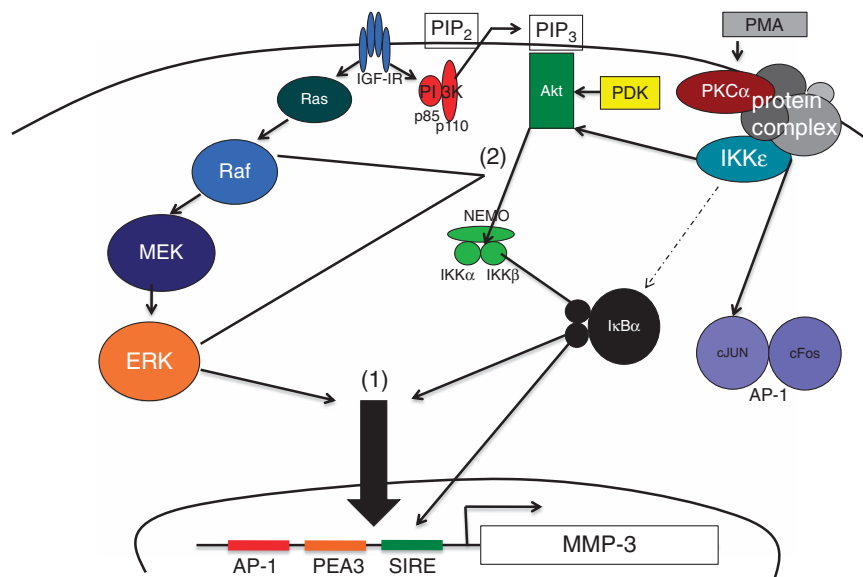 PMA
PIP2
PIP3
IGF-IR
PI 3K
Akt
PDK
PKCα
protein
complex
Ras
p85
p110
(2)
IKKε
Raf
NEMO
MEK
IKKα
IKKβ
IκBα
ERK
cJUN
cFos
(1)
AP-1
MMP-3
AP-1
PEA3
SIRE